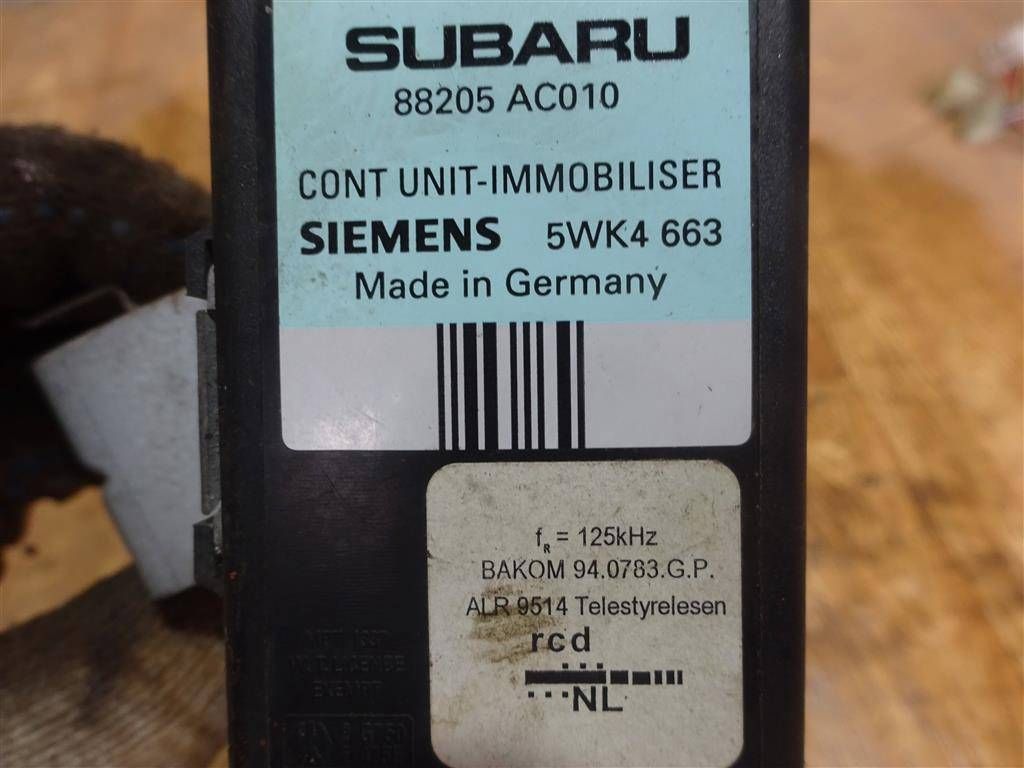 SUBARU
88205 AC010
CONT UNIT-IMMOBILISER
SIEMENS 5WK4 663
Made in Germany
fR = 125kHz
BAKOM 94.0783.G.P.
ALR 9514 Telestyrelesen
rcd
NL
EXEMPT